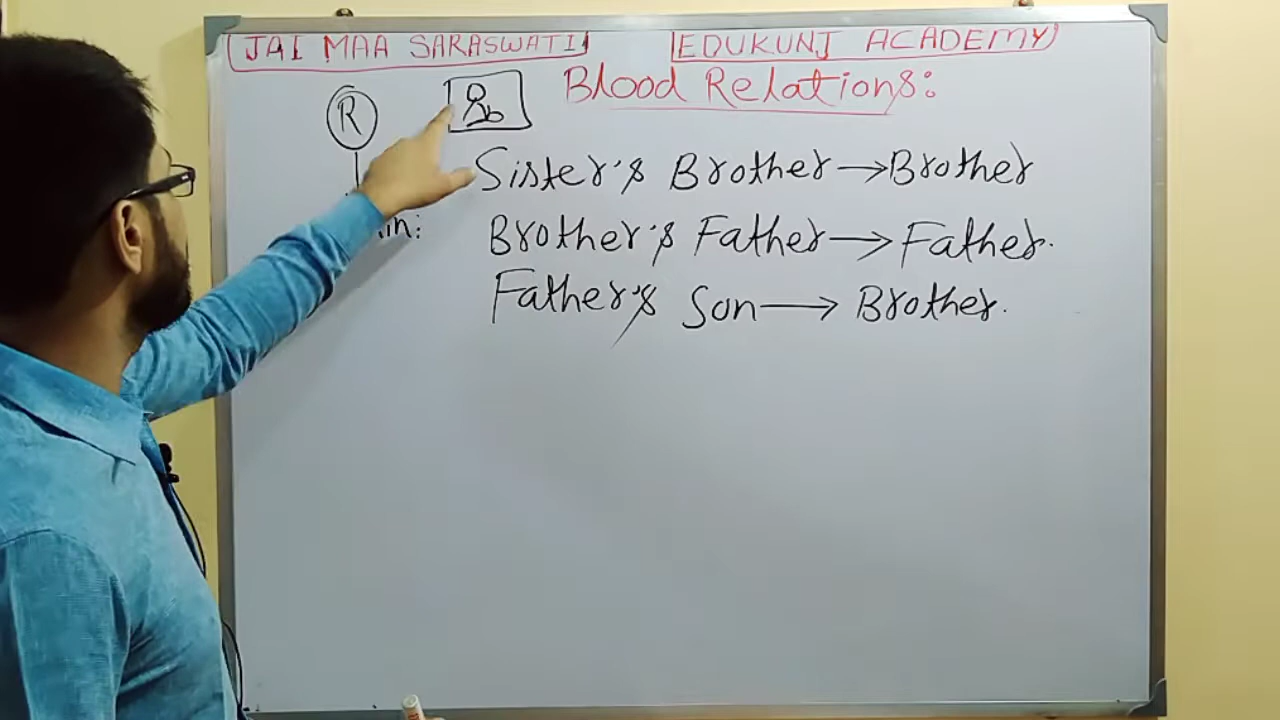 JAI MAA SARASWATI EDUKUNJ ACADEMY
Blood Relations:
R
Sister's Brother → Brother
Brother's Father → Father.
Father's Son → Brother.